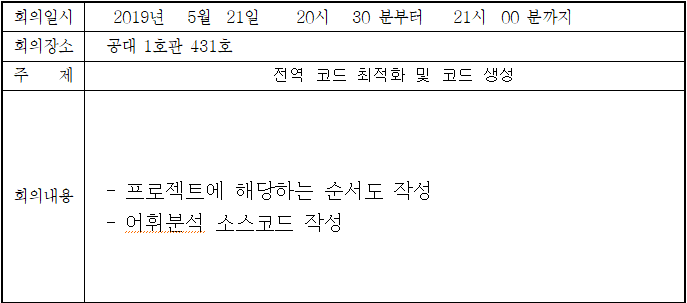 회의일시 2019년 5월 21일 20시 30 분부터 21시 00 분까지
회의장소 공대 1호관 431호
주 제 전역 코드 최적화 및 코드 생성
회의내용
- 프로젝트에 해당하는 순서도 작성
- 어휘분석 소스코드 작성